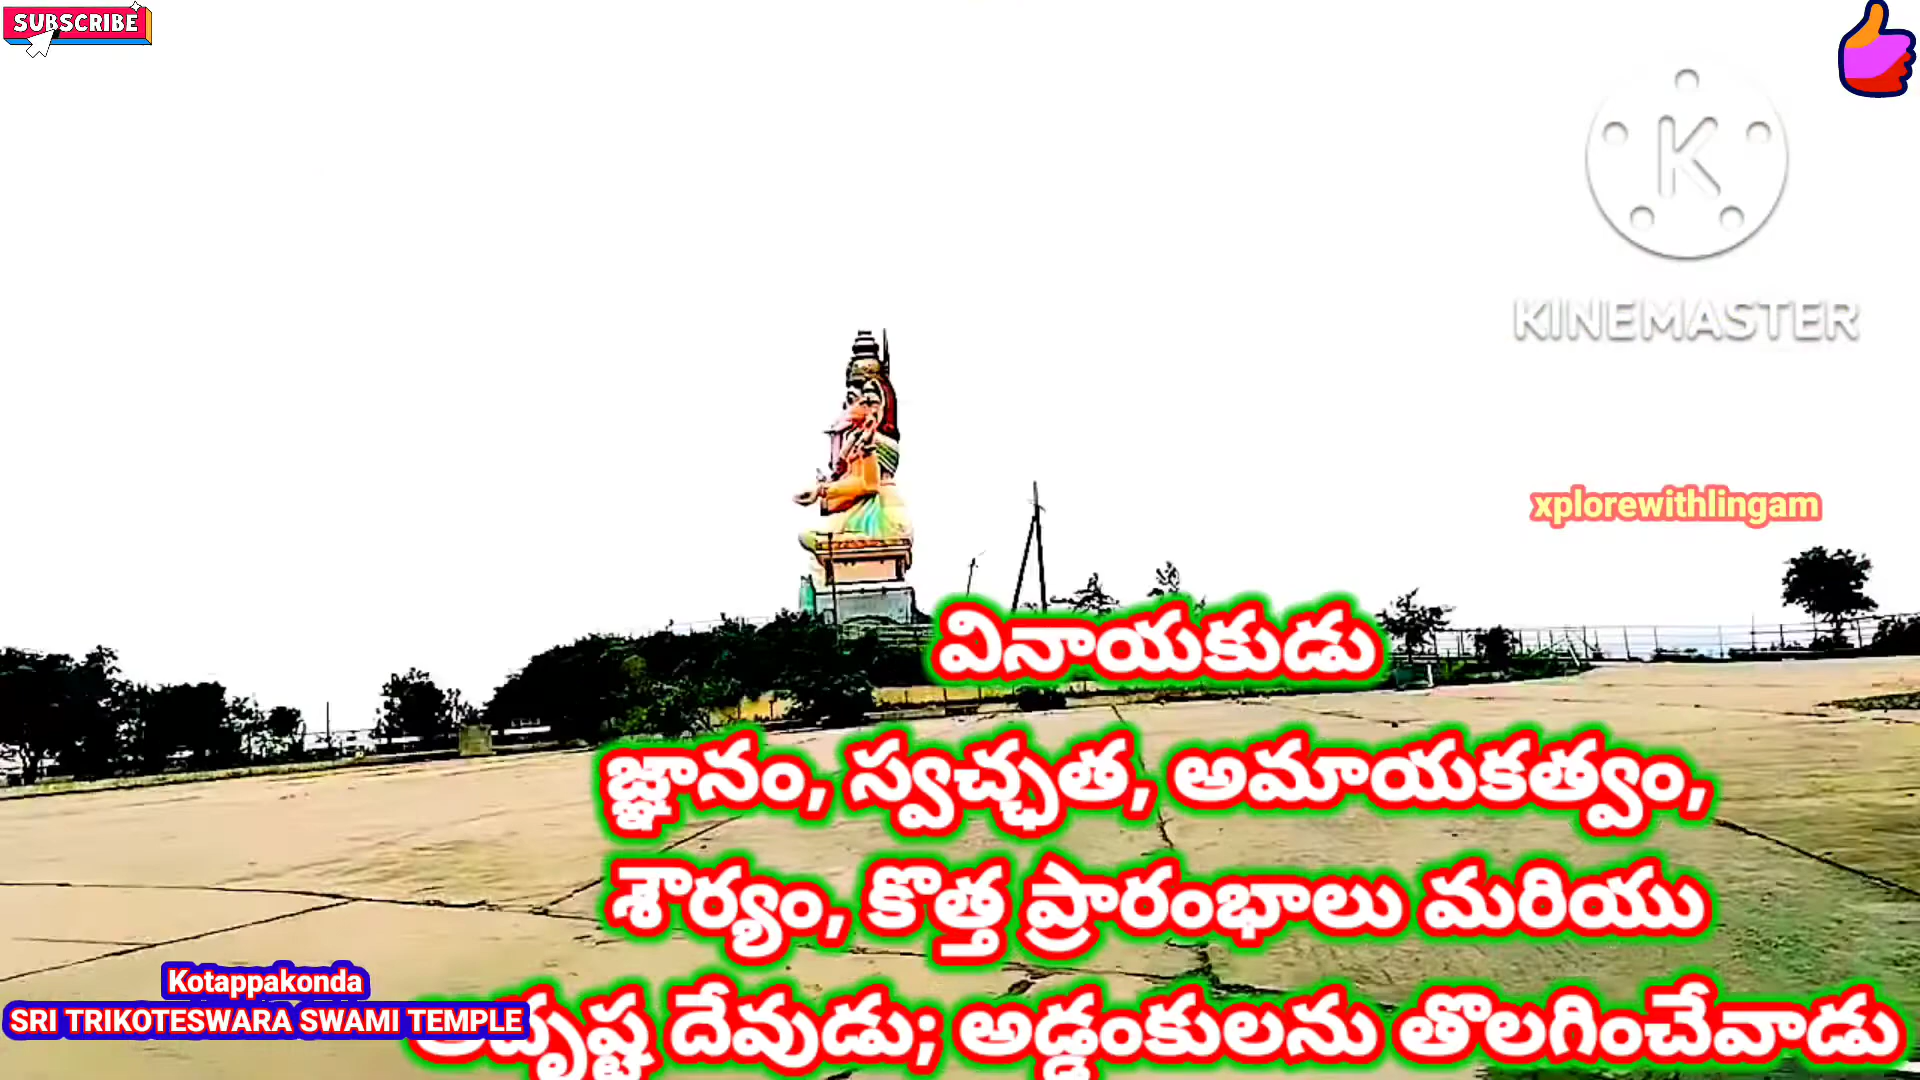 SUBSCRIBE
K
KINEMASTER
xplorewithlingam
వినాయకుడు
జ్ఞానం, స్వచ్ఛత, అమాయకత్వం,
శౌర్యం, కొత్త ప్రారంభాలు మరియు
దేవుడు; అడ్డంకులను తొలగించేవాడు
Kotappakonda
SRI TRIKOTESWARA SWAMI TEMPLE